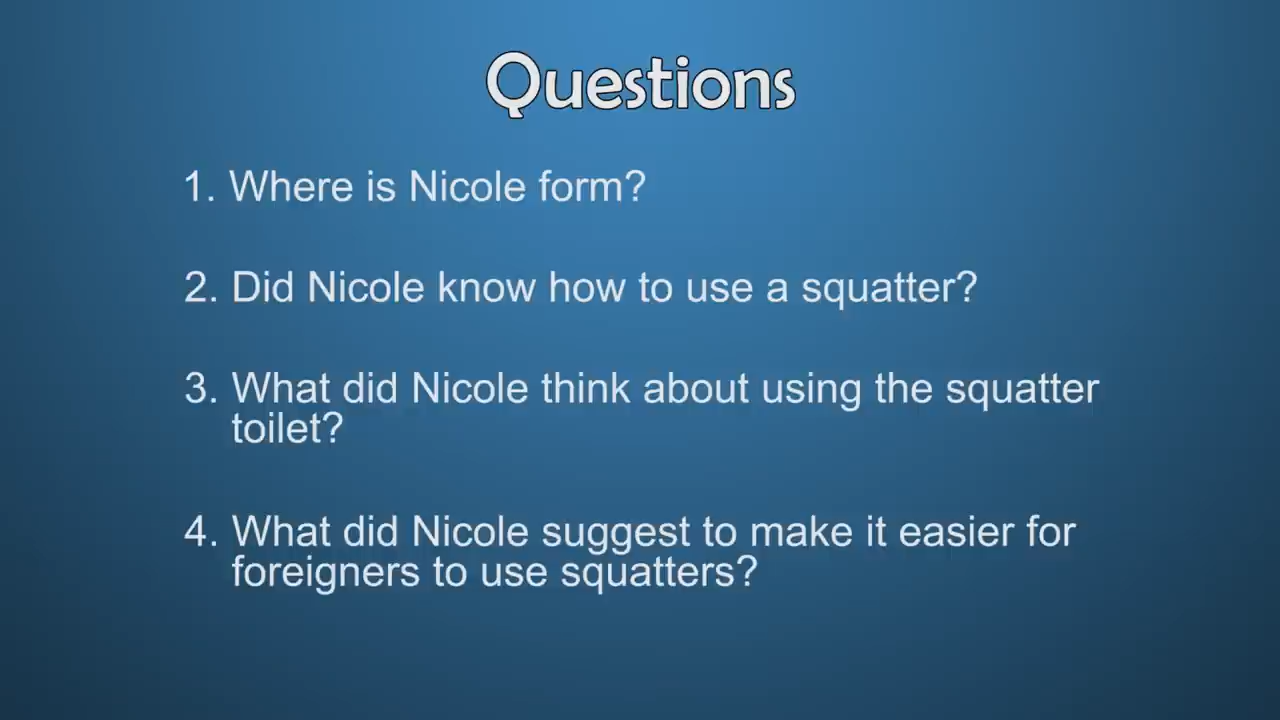 Questions
1. Where is Nicole form?
2. Did Nicole know how to use a squatter?
3. What did Nicole think about using the squatter
toilet?
4. What did Nicole suggest to make it easier for
foreigners to use squatters?